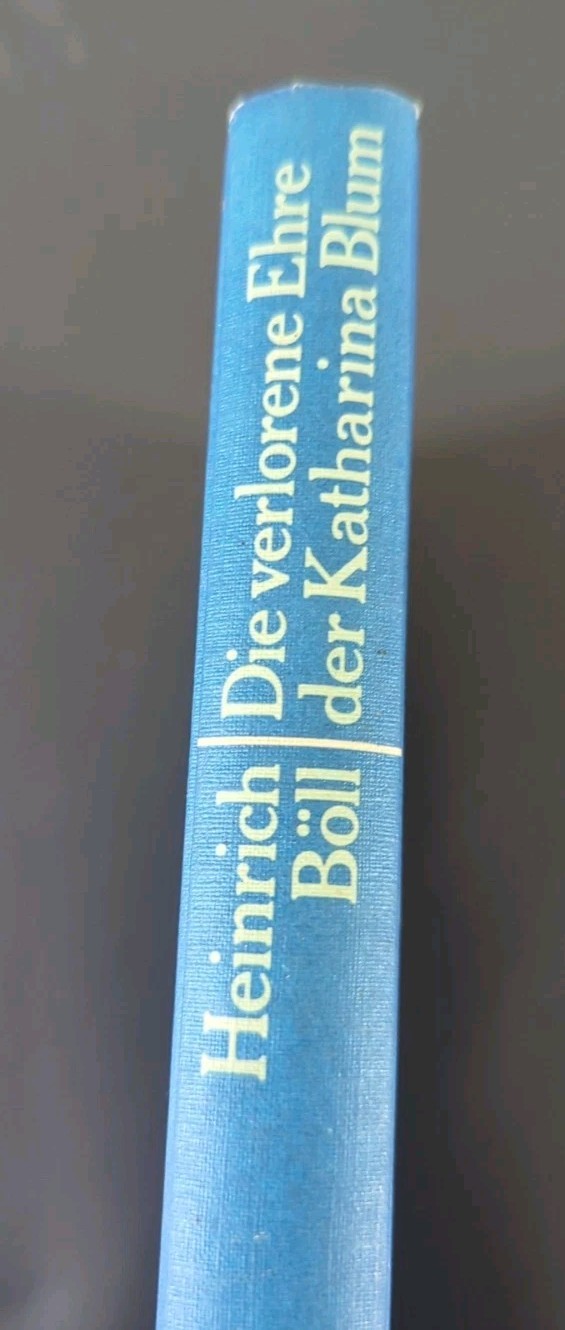 Heinrich
Böll
Die verlorene Ehre
der Katharina Blum